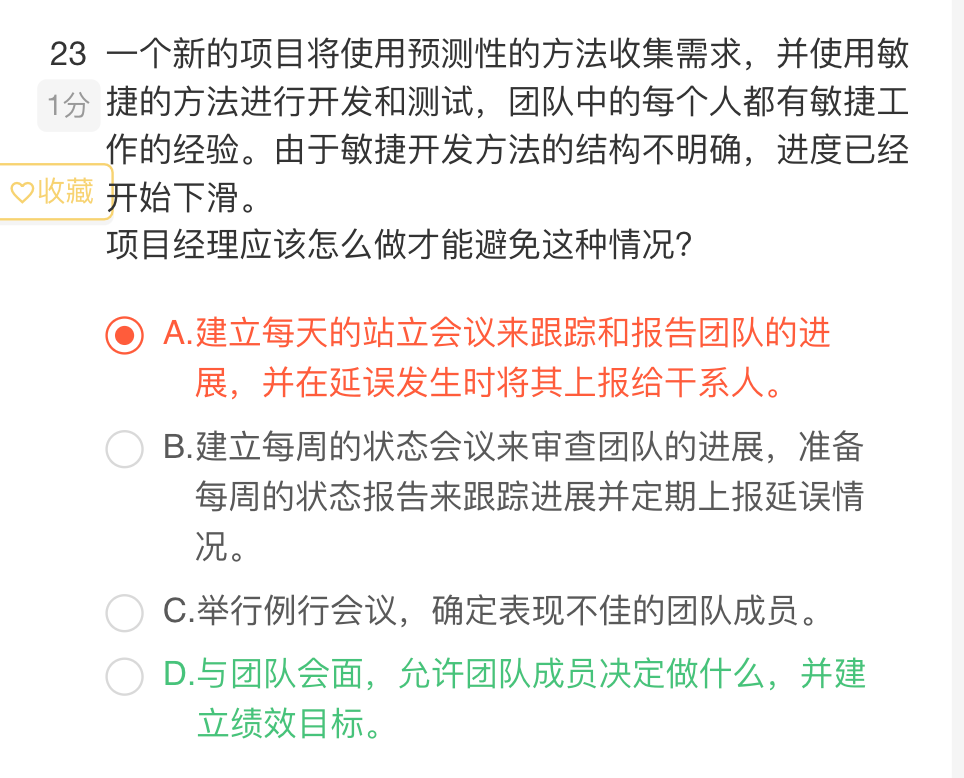 23 一个新的项目将使用预测性的方法收集需求，并使用敏
1分 捷的方法进行开发和测试，团队中的每个人都有敏捷工
作的经验。由于敏捷开发方法的结构不明确，进度已经
♡收藏 开始下滑。
项目经理应该怎么做才能避免这种情况？
A.建立每天的站立会议来跟踪和报告团队的进
展，并在延误发生时将其上报给干系人。
B.建立每周的状态会议来审查团队的进展，准备
每周的状态报告来跟踪进展并定期上报延误情
况。
C.举行例行会议，确定表现不佳的团队成员。
D.与团队会面，允许团队成员决定做什么，并建
立绩效目标。